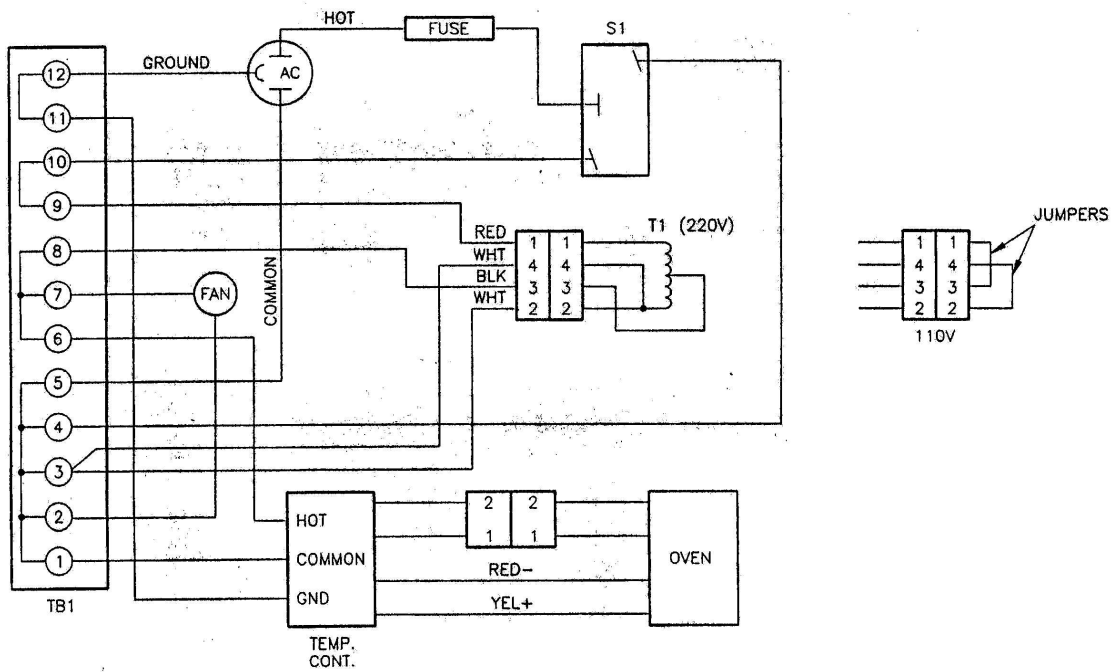 HOT
FUSE
S1
GROUND
AC
12
11
10
9
8
7
6
5
4
3
2
1
TB1
COMMON
FAN
RED
WHT
BLK
WHT
T1 (220V)
1 1
4 4
3 3
2 2
JUMPERS
1 1
4 4
3 3
2 2
110V
HOT
COMMON
GND
TEMP.
CONT.
2 2
1 1
RED-
YEL+
OVEN